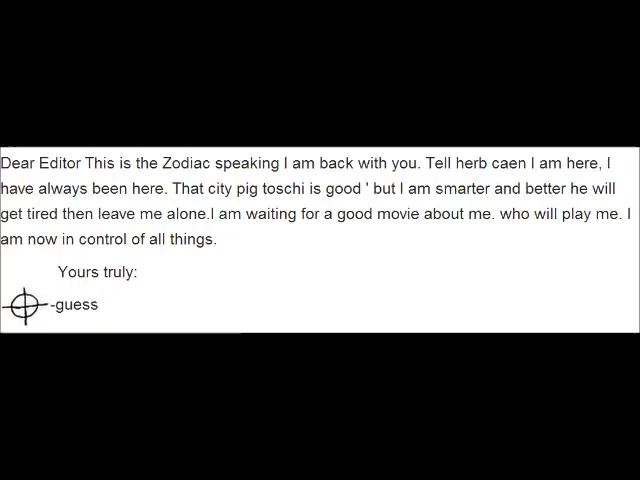 Dear Editor This is the Zodiac speaking I am back with you. Tell herb caen I am here, I
have always been here. That city pig toschi is good ' but I am smarter and better he will
get tired then leave me alone.I am waiting for a good movie about me. who will play me. I
am now in control of all things.
Yours truly:
-guess